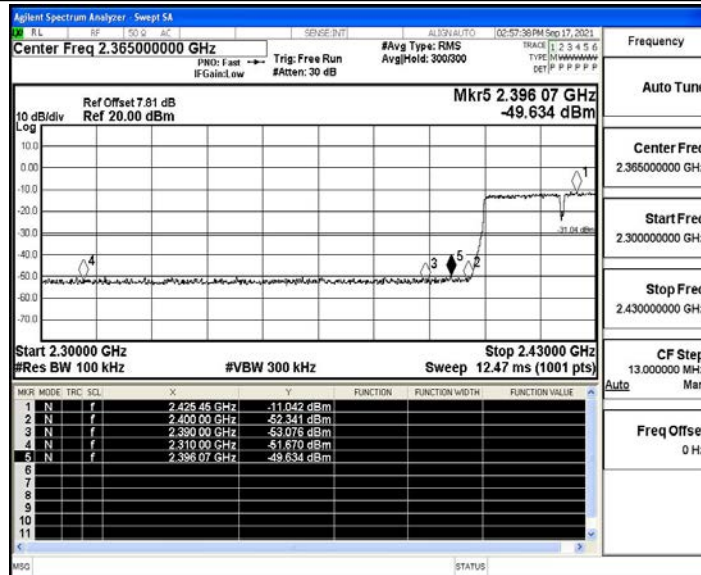 Agilent Spectrum Analyzer - Swept SA
RL RF 50 Ω AC SENSE:INT ALIGN AUTO 02:57:38 PM Sep 17, 2021
Center Freq 2.365000000 GHz
PNO: Fast
IFGain:Low
Trig: Free Run
#Atten: 30 dB
#Avg Type: RMS
Avg|Hold: 300/300
TRACE 1 2 3 4 5 6
TYPE M
DET P P P P P P
Ref Offset 7.81 dB
Ref 20.00 dBm
10 dB/div
Log
Mkr5 2.396 07 GHz
-49.634 dBm
10.0
0.00
-10.0
-20.0
-30.0
-40.0
-50.0
-60.0
-70.0
1
-31.04 dBm
4
3
5
2
Start 2.30000 GHz Stop 2.43000 GHz
#Res BW 100 kHz #VBW 300 kHz Sweep 12.47 ms (1001 pts)
MKR MODE TRC SCL X Y FUNCTION FUNCTION WIDTH FUNCTION VALUE
1 N f 2.425 45 GHz -11.042 dBm
2 N f 2.400 00 GHz -52.341 dBm
3 N f 2.390 00 GHz -53.076 dBm
4 N f 2.310 00 GHz -51.670 dBm
5 N f 2.396 07 GHz -49.634 dBm
6
7
8
9
10
11
MSG STATUS
Frequency
Auto Tune
Center Freq
2.365000000 GHz
Start Freq
2.300000000 GHz
Stop Freq
2.430000000 GHz
CF Step
13.000000 MHz
Auto Man
Freq Offset
0 Hz